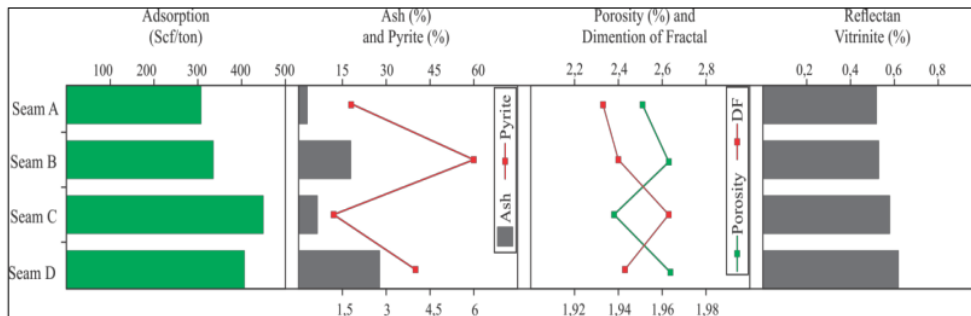 Adsorption
(Scf/ton)
Ash (%)
and Pyrite (%)
Porosity (%) and
Dimention of Fractal
Reflectan
Vitrinite (%)
100 200 300 400 500
15 45 60
2,2 2,4 2,6 2,8
0,2 0,4 0,6 0,8
Seam A
Seam B
Seam C
Seam D
Ash
Pyrite
Porosity
DF
1,5 3 4,5 6
1,92 1,94 1,96 1,98